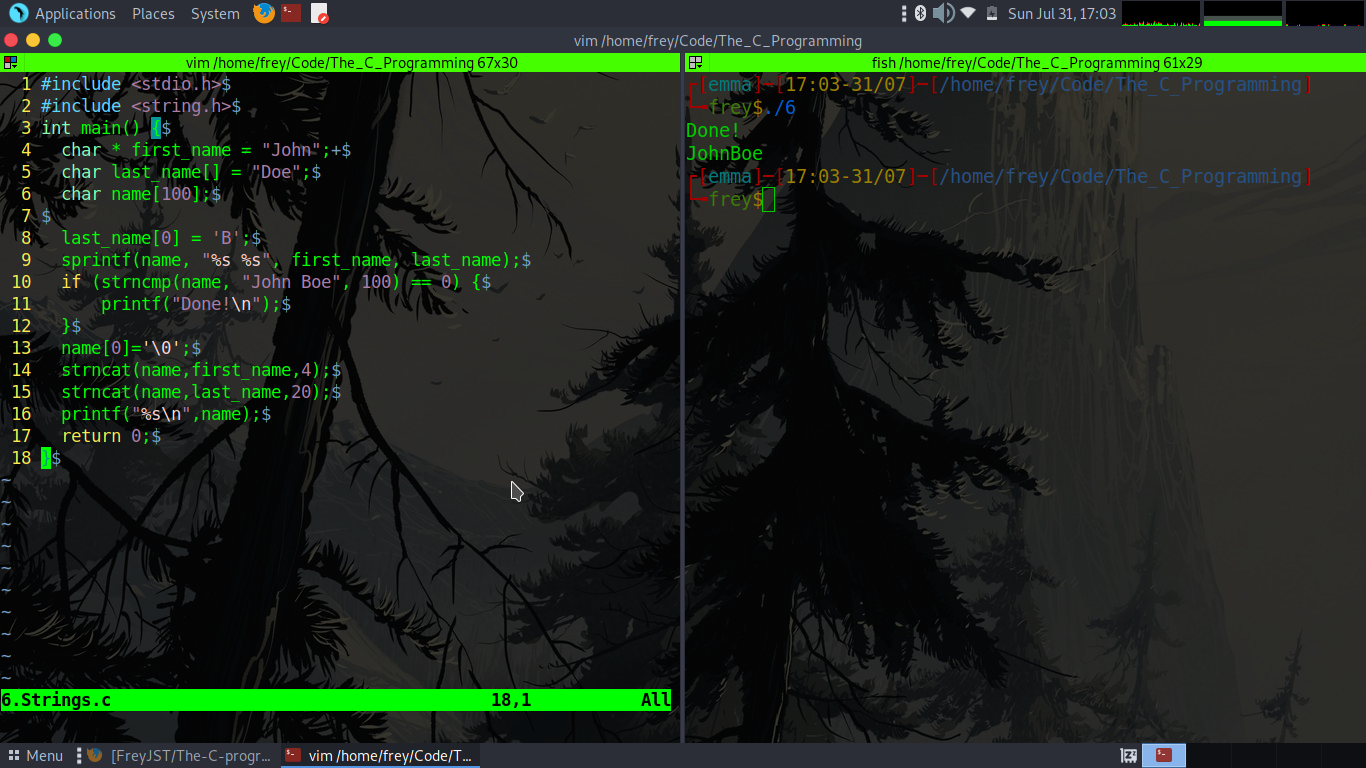 Applications Places System Sun Jul 31, 17:03
vim /home/frey/Code/The_C_Programming
vim /home/frey/Code/The_C_Programming 67x30
1 #include <stdio.h>$
2 #include <string.h>$
3 int main() {$
4   char * first_name = "John";+$
5   char last_name[] = "Doe";$
6   char name[100];$
7 $
8   last_name[0] = 'B';$
9   sprintf(name, "%s %s", first_name, last_name);$
10   if (strncmp(name, "John Boe", 100) == 0) {$
11       printf("Done!\n");$
12   }$
13   name[0]='\0';$
14   strncat(name,first_name,4);$
15   strncat(name,last_name,20);$
16   printf("%s\n",name);$
17   return 0;$
18 }$
~
~
~
~
~
~
~
~
~
~
6.Strings.c 18,1 All
fish /home/frey/Code/The_C_Programming 61x29
┌─[emma]─[17:03-31/07]─[/home/frey/Code/The_C_Programming]
└─frey$./6
Done!
JohnBoe
┌─[emma]─[17:03-31/07]─[/home/frey/Code/The_C_Programming]
└─frey$
Menu [FreyJST/The-C-progr... vim /home/frey/Code/T...